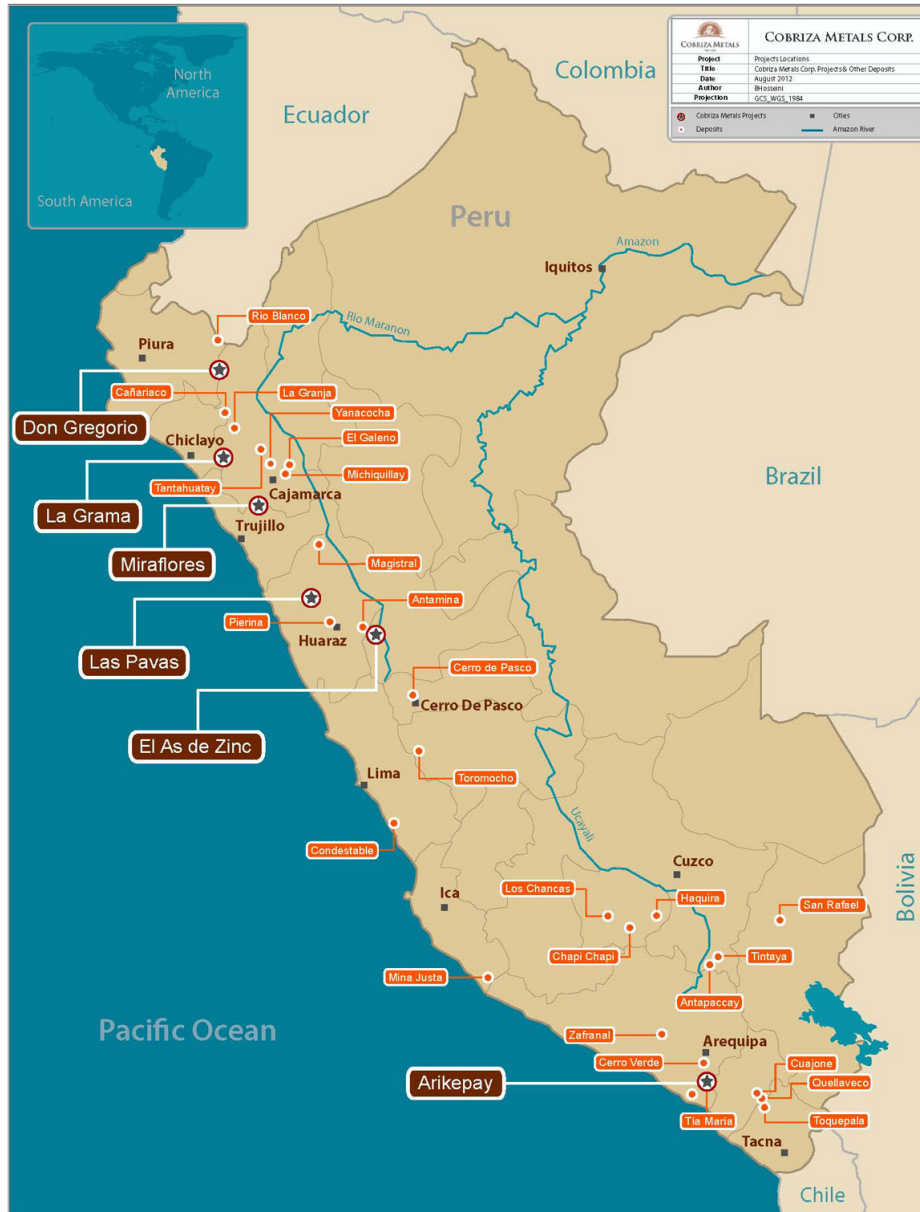 North
America
South America
Ecuador
Colombia
COBRIZA METALS
COBRIZA METALS CORP.
Project Projects Locations
Title Cobriza Metals Corp. Projects & Other Deposits
Date August 2012
Author BHosseini
Projection GCS_WGS_1984
Cobriza Metals Projects
Cities
Deposits
Amazon River
Peru
Amazon
Iquitos
Rio Blanco
Rio Maranon
Piura
Cañariaco
La Granja
Yanacocha
Don Gregorio
El Galeno
Chiclayo
Michiquillay
Brazil
Tantahuatay
Cajamarca
La Grama
Trujillo
Miraflores
Magistral
Antamina
Pierina
Huaraz
Las Pavas
Cerro de Pasco
Cerro De Pasco
El As de Zinc
Lima
Toromocho
Ucayali
Condestable
Cuzco
Ica
Los Chancas
Haquira
San Rafael
Bolivia
Chapi Chapi
Tintaya
Mina Justa
Antapaccay
Pacific Ocean
Zafranal
Arequipa
Cerro Verde
Cuajone
Arikepay
Quellaveco
Tia Maria
Toquepala
Tacna
Chile